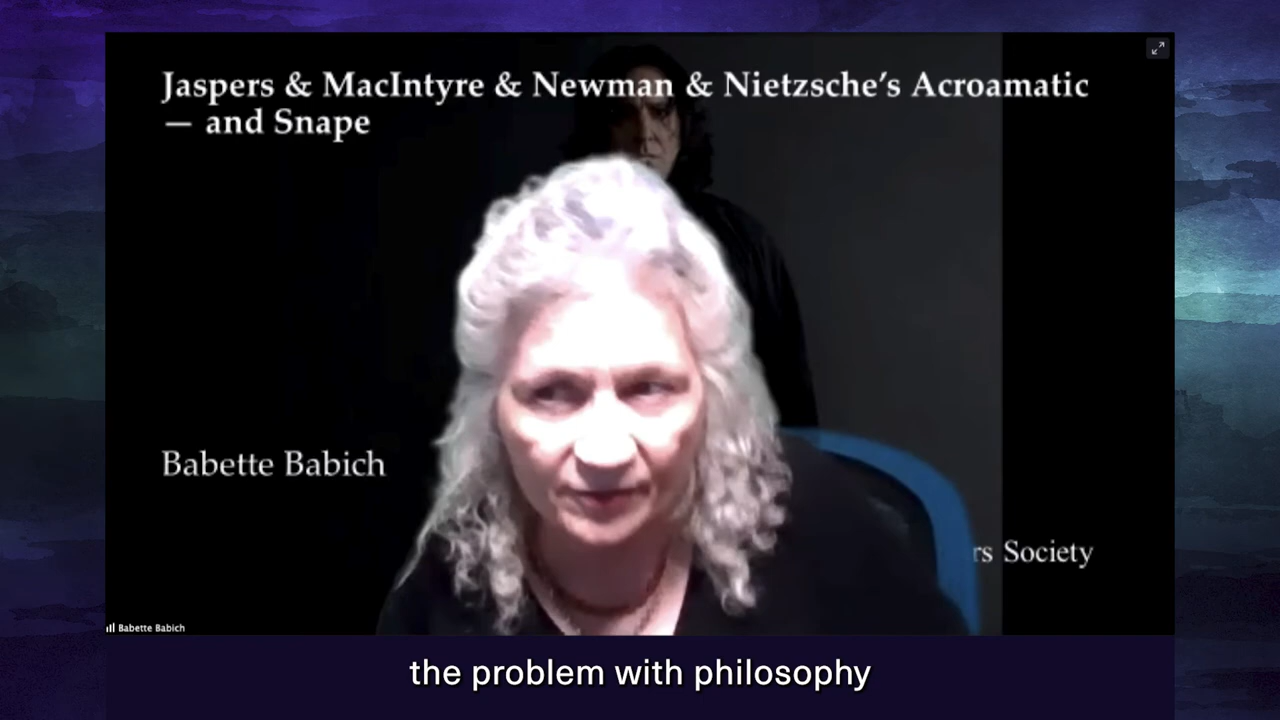 Jaspers & MacIntyre & Newman & Nietzsche’s Acroamatic
— and Snape
Babette Babich
rs Society
Babette Babich
the problem with philosophy